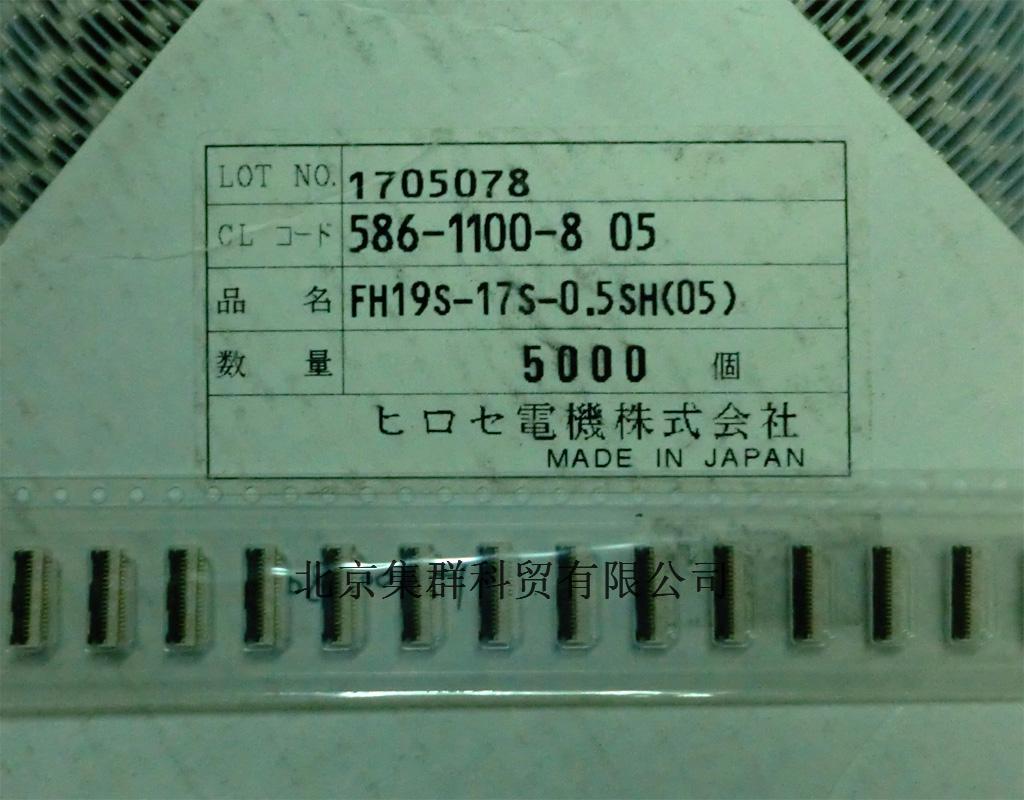 LOT NO. 1705078
CL コード 586-1100-8 05
品 名 FH19S-17S-0.5SH(05)
数 量 5000 個
ヒロセ電機株式会社
MADE IN JAPAN
北京集群科贸有限公司